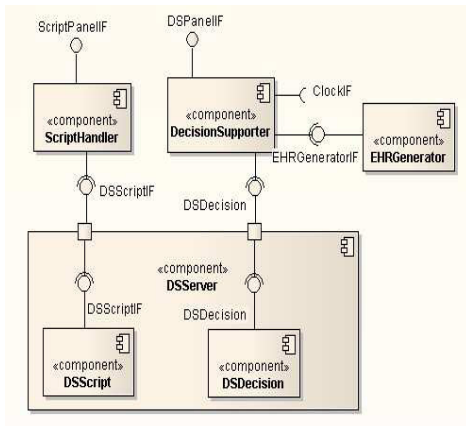 ScriptPanelIF
DSPanelIF
«component»
ScriptHandler
«component»
DecisionSupporter
ClockIF
EHRGeneratorIF
«component»
EHRGenerator
DSScriptIF
DSDecision
«component»
DSServer
DSScriptIF
DSDecision
«component»
DSScript
«component»
DSDecision